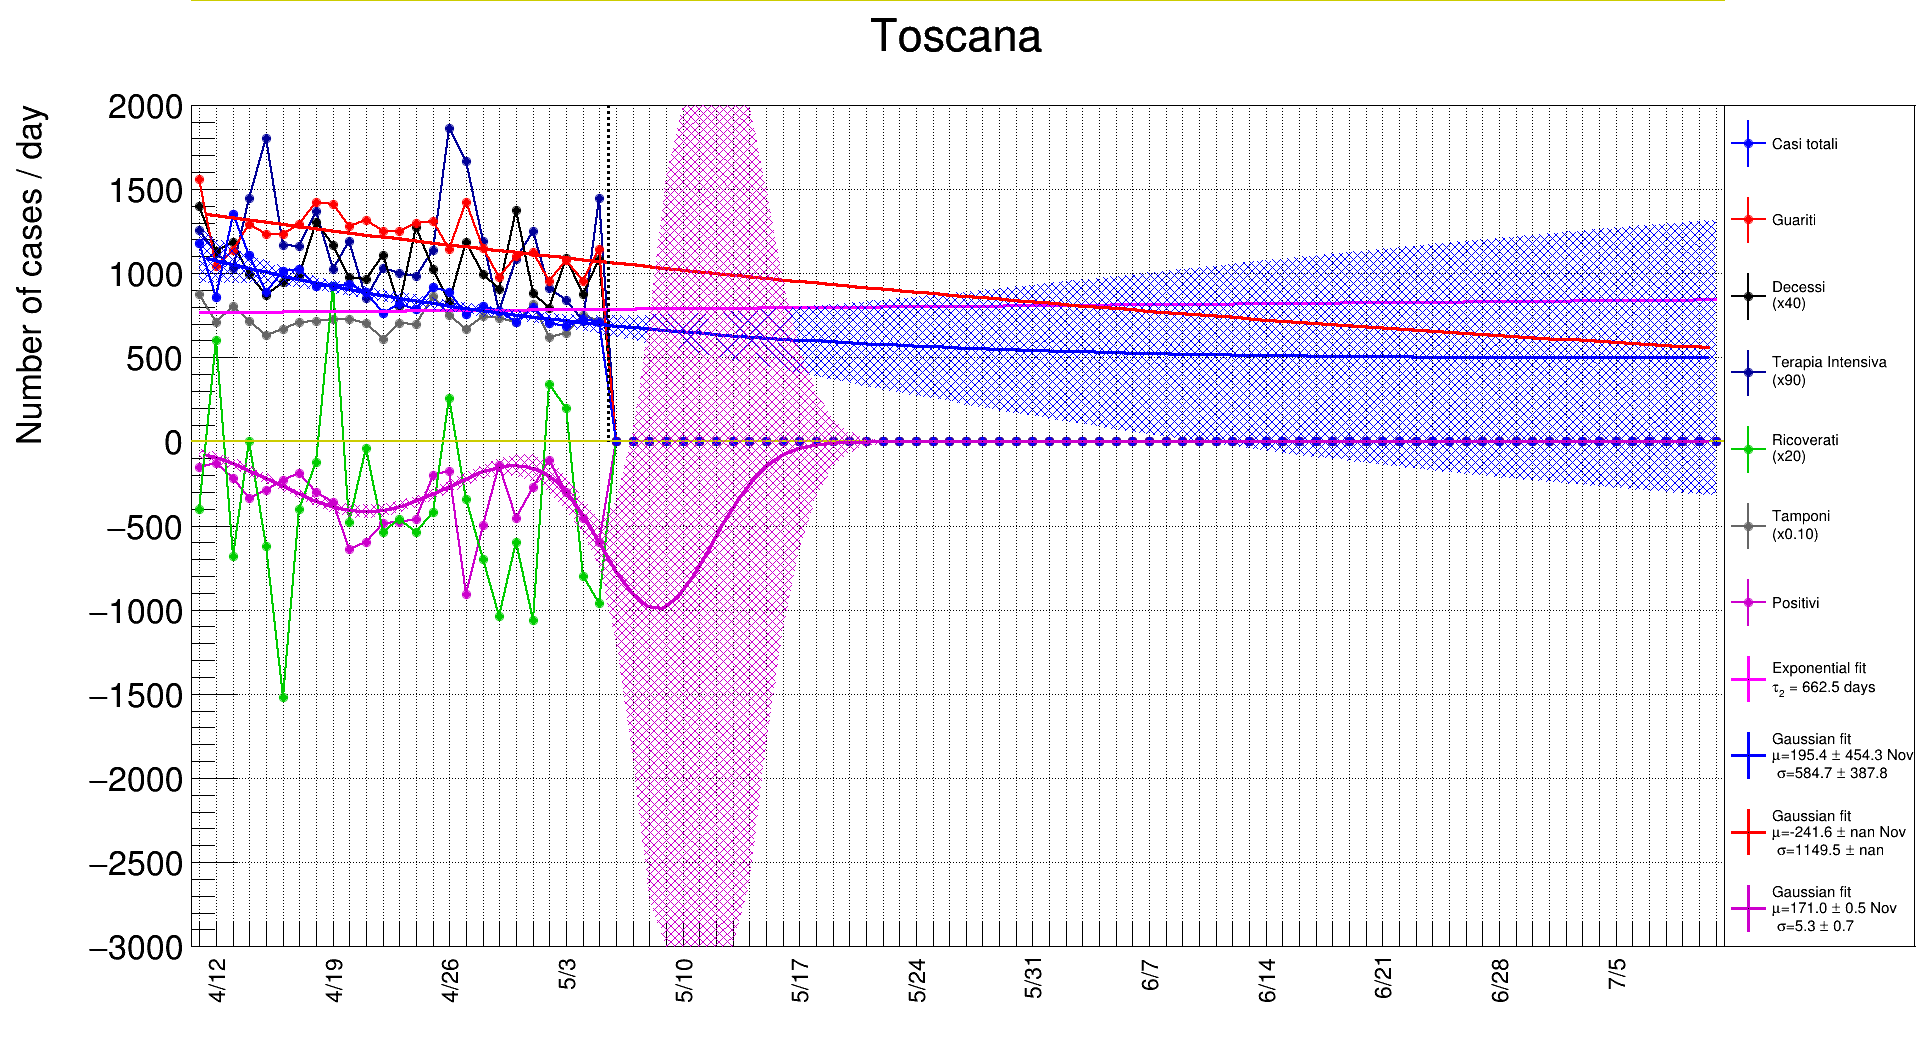 Toscana
Number of cases / day
2000
1500
1000
500
0
−500
−1000
−1500
−2000
−2500
−3000
4/12
4/19
4/26
5/3
5/10
5/17
5/24
5/31
6/7
6/14
6/21
6/28
7/5
Casi totali
Guariti
Decessi
(x40)
Terapia Intensiva
(x90)
Ricoverati
(x20)
Tamponi
(x0.10)
Positivi
Exponential fit
τ2 = 662.5 days
Gaussian fit
μ=195.4 ± 454.3 Nov
σ=584.7 ± 387.8
Gaussian fit
μ=-241.6 ± nan Nov
σ=1149.5 ± nan
Gaussian fit
μ=171.0 ± 0.5 Nov
σ=5.3 ± 0.7